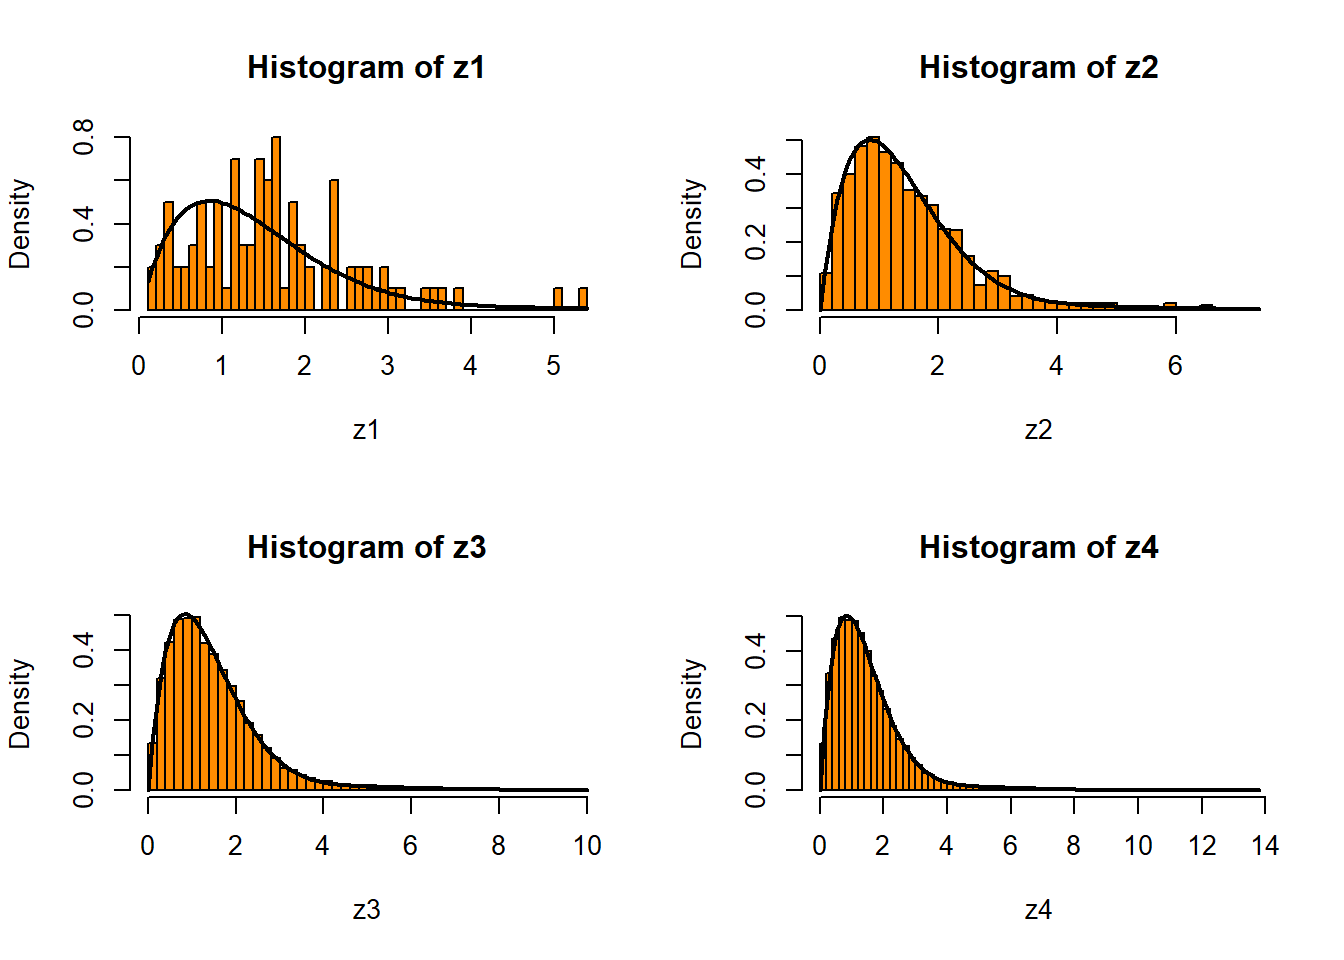 Histogram of z1
Density
0.0 0.4 0.8
0 1 2 3 4 5
z1
Histogram of z2
Density
0.0 0.2 0.4
0 2 4 6
z2
Histogram of z3
Density
0.0 0.2 0.4
0 2 4 6 8 10
z3
Histogram of z4
Density
0.0 0.2 0.4
0 2 4 6 8 10 12 14
z4